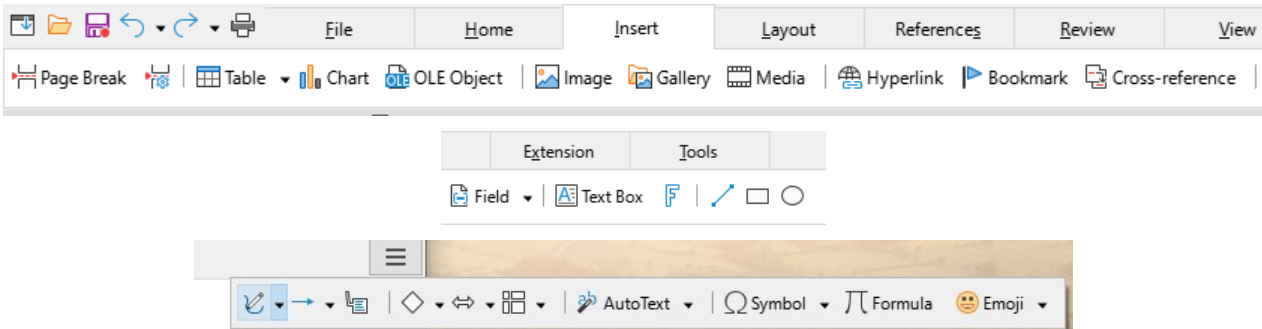 File Home Insert Layout References Review View
Page Break Table Chart OLE OLE Object Image Gallery Media Hyperlink Bookmark Cross-reference
Extension Tools
Field Text Box
AutoText Symbol Formula Emoji